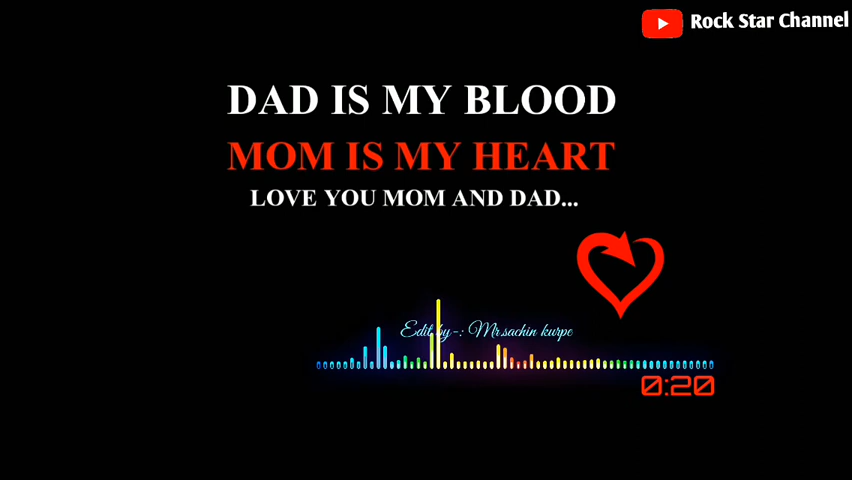 Rock Star Channel
DAD IS MY BLOOD
MOM IS MY HEART
LOVE YOU MOM AND DAD...
Edit by-: Mr.sachin kurpe
0:20